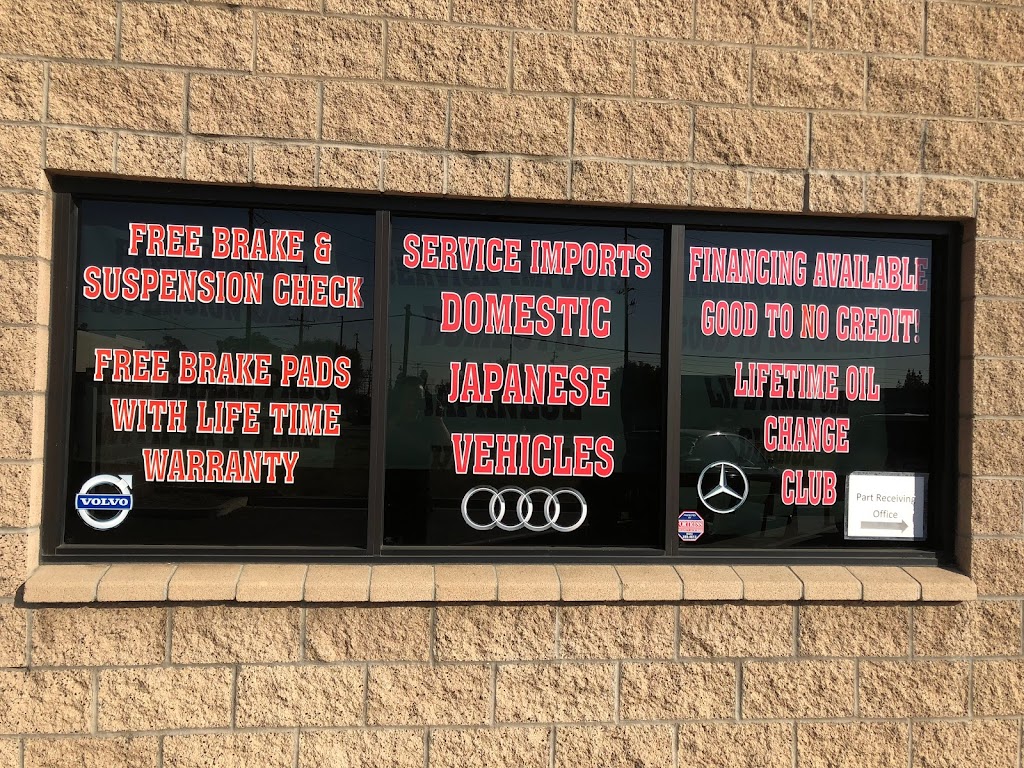 FREE BRAKE &
SUSPENSION CHECK
FREE BRAKE PADS
WITH LIFE TIME
WARRANTY
VOLVO
SERVICE IMPORTS
DOMESTIC
JAPANESE
VEHICLES
FINANCING AVAILABLE
GOOD TO NO CREDIT!
LIFETIME OIL
CHANGE
CLUB
Part Receiving
Office